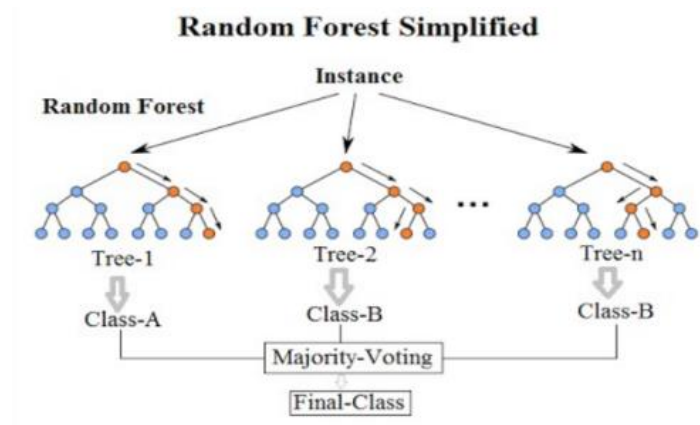 Random Forest Simplified
Instance
Random Forest
...
Tree-1 Tree-2 Tree-n
Class-A Class-B Class-B
Majority-Voting
Final-Class